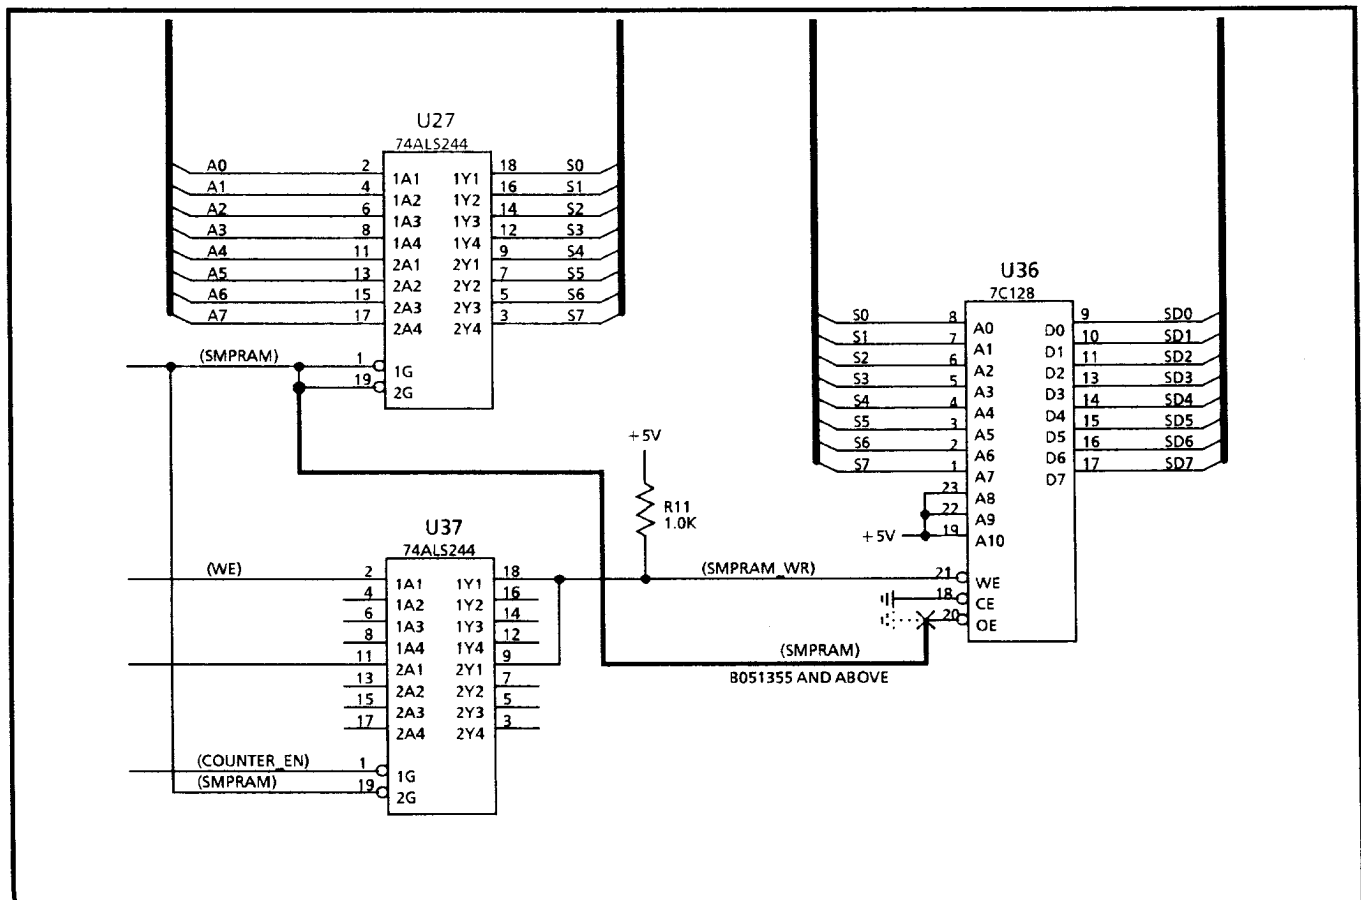 U27
74ALS244
A0 2 1A1 1Y1 18 S0
A1 4 1A2 1Y2 16 S1
A2 6 1A3 1Y3 14 S2
A3 8 1A4 1Y4 12 S3
A4 11 2A1 2Y1 9 S4
A5 13 2A2 2Y2 7 S5
A6 15 2A3 2Y3 5 S6
A7 17 2A4 2Y4 3 S7
(SMPRAM) 1 1G
19 2G
U36
7C128
S0 8 A0 D0 9 SD0
S1 7 A1 D1 10 SD1
S2 6 A2 D2 11 SD2
S3 5 A3 D3 13 SD3
S4 4 A4 D4 14 SD4
S5 3 A5 D5 15 SD5
S6 2 A6 D6 16 SD6
S7 1 A7 D7 17 SD7
23 A8
22 A9
+5V 19 A10
21 WE
18 CE
20 OE
+5V
R11
1.0K
(SMPRAM_WR)
(SMPRAM)
B051355 AND ABOVE
U37
74ALS244
(WE) 2 1A1 1Y1 18
4 1A2 1Y2 16
6 1A3 1Y3 14
8 1A4 1Y4 12
11 2A1 2Y1 9
13 2A2 2Y2 7
15 2A3 2Y3 5
17 2A4 2Y4 3
(COUNTER_EN) 1 1G
(SMPRAM) 19 2G